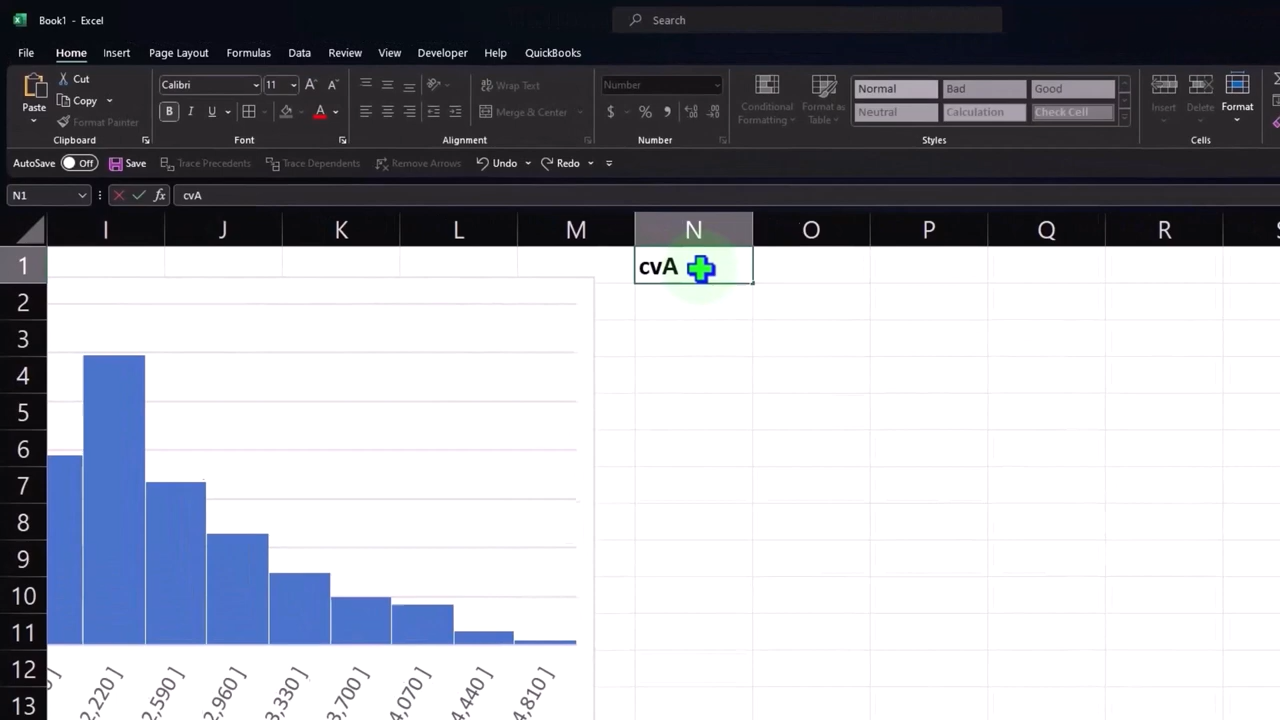 Book1 - Excel
Search
File Home Insert Page Layout Formulas Data Review View Developer Help QuickBooks
Paste
Cut
Copy
Format Painter
Clipboard
Calibri 11 A A
B I U A
Font
Wrap Text
Merge & Center
Alignment
Number
$ %
Number
Conditional Formatting
Format as Table
Normal Bad Good
Neutral Calculation Check Cell
Styles
Insert Delete Format
Cells
AutoSave Off Save Trace Precedents Trace Dependents Remove Arrows Undo Redo
N1 fx cvA
I J K L M N O P Q R
1 cvA
2
3
4
5
6
7
8
9
10
11
12
13
2,220 ] 2,590 ] 2,960 ] 3,330 ] 3,700 ] 4,070 ] 4,440 ] 4,810 ]